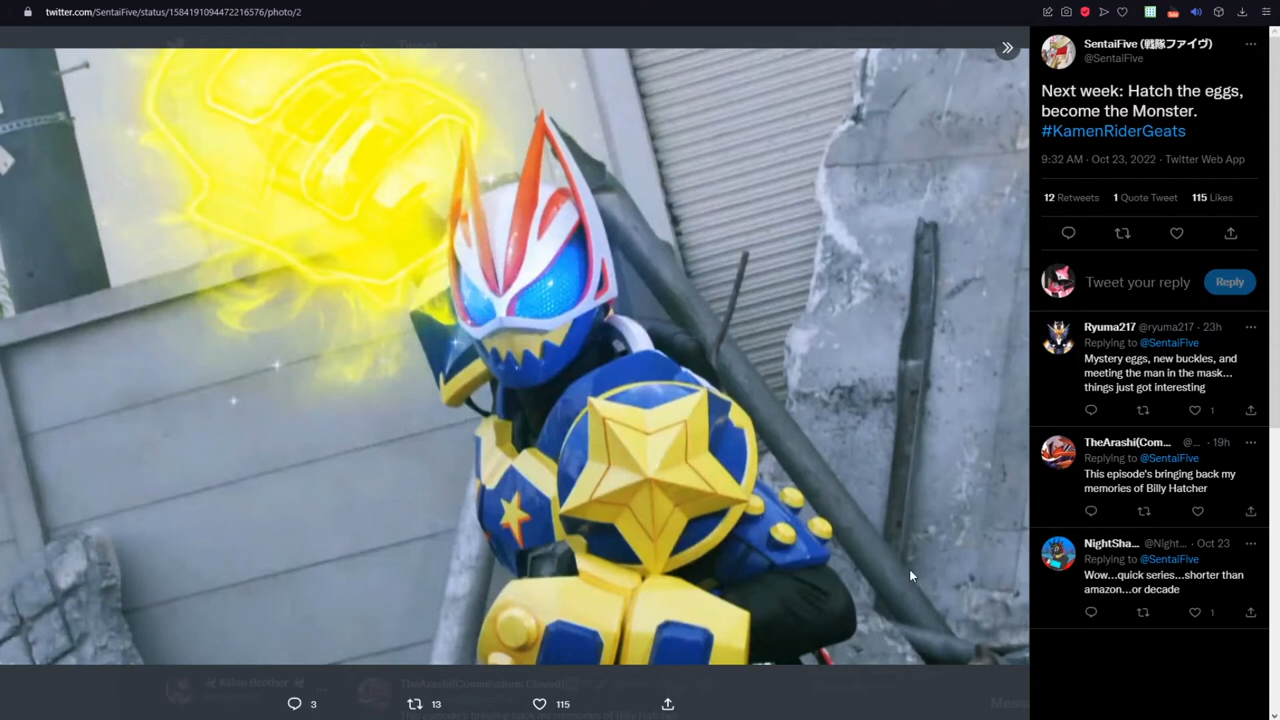 twitter.com/SentaiFive/status/1584191094472216576/photo/2
SentaiFive (戦隊ファイヴ)
@SentaiFive
Next week: Hatch the eggs,
become the Monster.
#KamenRiderGeats
9:32 AM · Oct 23, 2022 · Twitter Web App
12 Retweets 1 Quote Tweet 115 Likes
Tweet your reply
Reply
Ryuma217 @ryuma217 · 23h
Replying to @SentaiFive
Mystery eggs, new buckles, and
meeting the man in the mask...
things just got interesting
1
TheArashi(Com... @... · 19h
Replying to @SentaiFive
This episode's bringing back my
memories of Billy Hatcher
NightSha... @Night... · Oct 23
Replying to @SentaiFive
Wow...quick series...shorter than
amazon...or decade
1
3 13 115